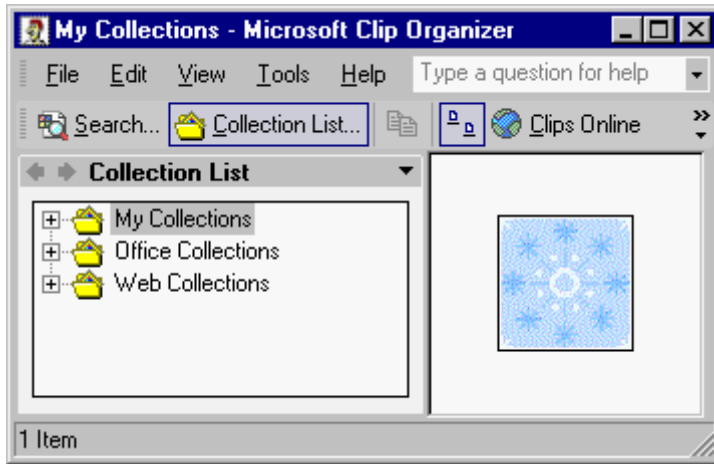 My Collections - Microsoft Clip Organizer
File Edit View Tools Help Type a question for help
Search... Collection List... Clips Online
Collection List
My Collections
Office Collections
Web Collections
1 Item